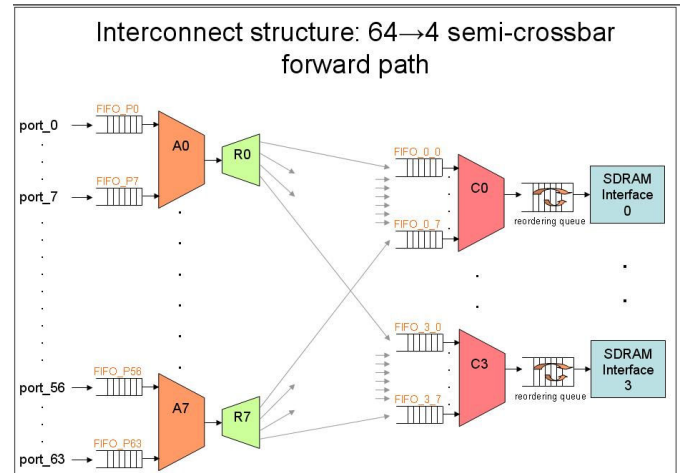 Interconnect structure: 64→4 semi-crossbar
forward path
FIFO_P0
port_0
A0
R0
FIFO_P7
port_7
FIFO_0_0
C0
FIFO_0_7
reordering queue
SDRAM
Interface
0
FIFO_P56
port_56
A7
R7
FIFO_P63
port_63
FIFO_3_0
C3
FIFO_3_7
reordering queue
SDRAM
Interface
3